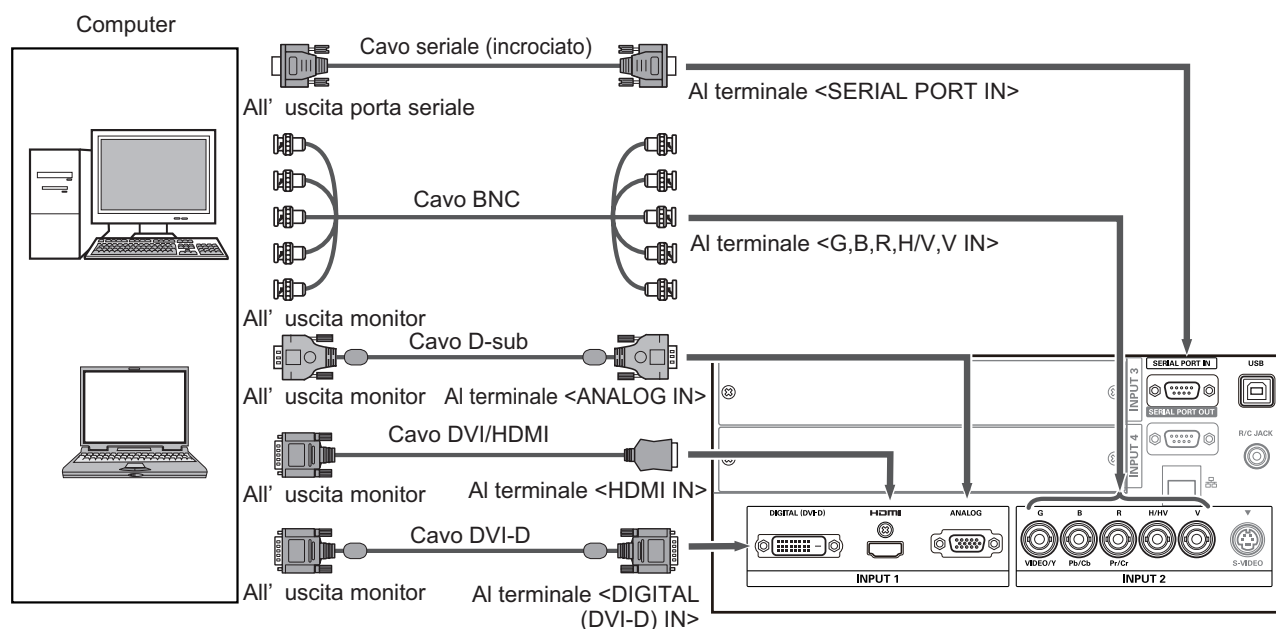 Computer
Cavo seriale (incrociato)
Al terminale <SERIAL PORT IN>
All’ uscita porta seriale
Cavo BNC
Al terminale <G,B,R,H/V,V IN>
All’ uscita monitor
Cavo D-sub
All’ uscita monitor
Al terminale <ANALOG IN>
Cavo DVI/HDMI
All’ uscita monitor
Al terminale <HDMI IN>
Cavo DVI-D
All’ uscita monitor
Al terminale <DIGITAL
(DVI-D) IN>
INPUT 3
SERIAL PORT IN
USB
SERIAL PORT OUT
INPUT 4
R/C JACK
DIGITAL (DVI-D)
HDMI
ANALOG
INPUT 1
G
B
R
H/HV
V
VIDEO/Y
Pb/Cb
Pr/Cr
S-VIDEO
INPUT 2